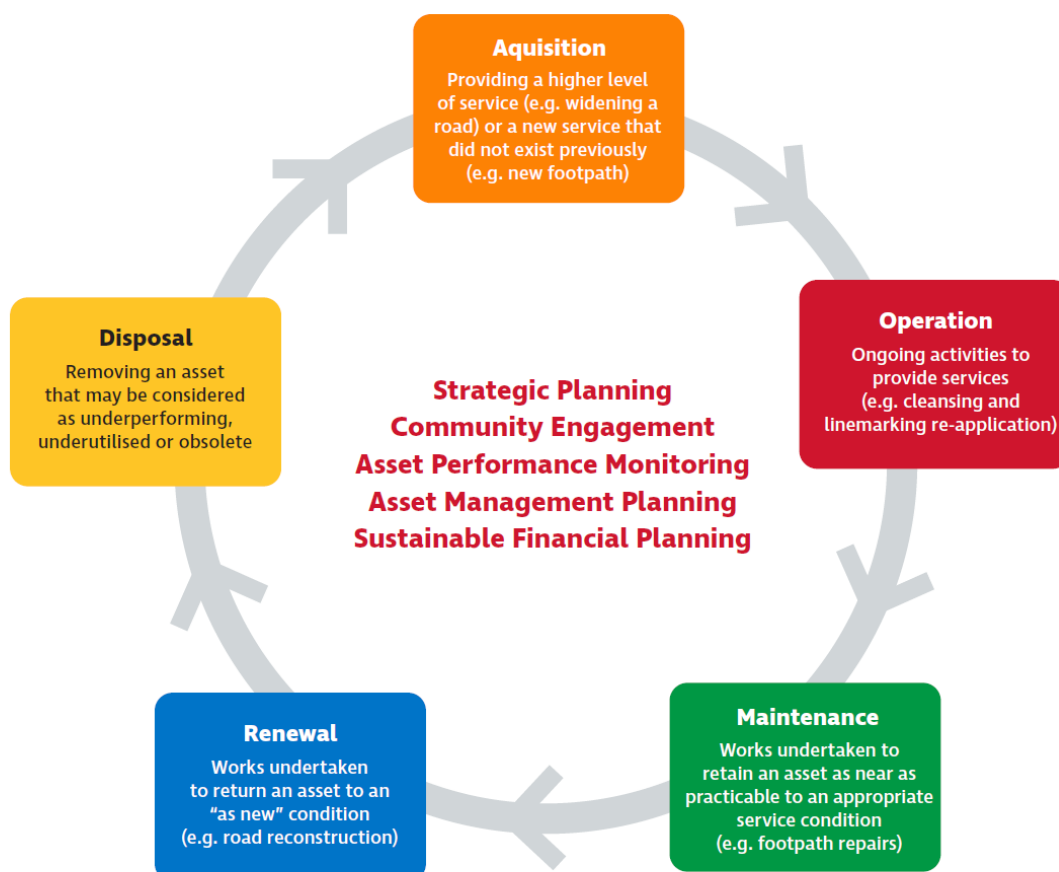 Aquisition
Providing a higher level
of service (e.g. widening a
road) or a new service that
did not exist previously
(e.g. new footpath)
Operation
Ongoing activities to
provide services
(e.g. cleansing and
linemarking re-application)
Maintenance
Works undertaken to
retain an asset as near as
practicable to an appropriate
service condition
(e.g. footpath repairs)
Renewal
Works undertaken
to return an asset to an
“as new” condition
(e.g. road reconstruction)
Disposal
Removing an asset
that may be considered
as underperforming,
underutilised or obsolete
Strategic Planning
Community Engagement
Asset Performance Monitoring
Asset Management Planning
Sustainable Financial Planning